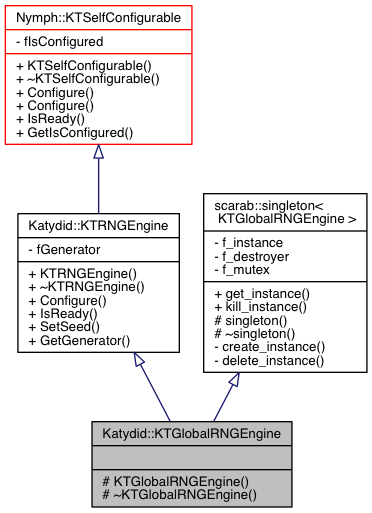 Nymph::KTSelfConfigurable
- fIsConfigured
+ KTSelfConfigurable()
+ ~KTSelfConfigurable()
+ Configure()
+ Configure()
+ IsReady()
+ GetIsConfigured()
Katydid::KTRNGEngine
- fGenerator
+ KTRNGEngine()
+ ~KTRNGEngine()
+ Configure()
+ IsReady()
+ SetSeed()
+ GetGenerator()
scarab::singleton<
KTGlobalRNGEngine >
- f_instance
- f_destroyer
- f_mutex
+ get_instance()
+ kill_instance()
# singleton()
# ~singleton()
- create_instance()
- delete_instance()
Katydid::KTGlobalRNGEngine
# KTGlobalRNGEngine()
# ~KTGlobalRNGEngine()